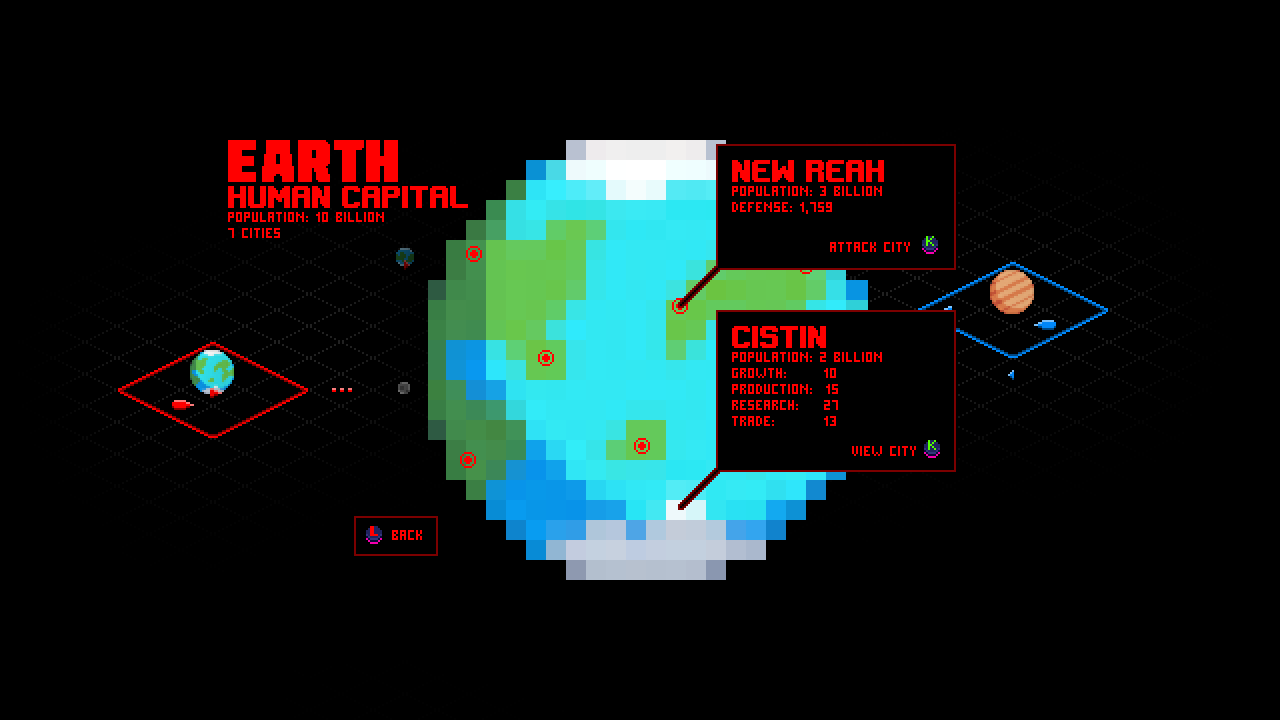 EARTH
HUMAN CAPITAL
POPULATION: 10 BILLION
7 CITIES
NEW REAH
POPULATION: 3 BILLION
DEFENSE: 1,759
ATTACK CITY K
CISTIN
POPULATION: 2 BILLION
GROWTH: 10
PRODUCTION: 15
RESEARCH: 27
TRADE: 13
VIEW CITY K
L BACK